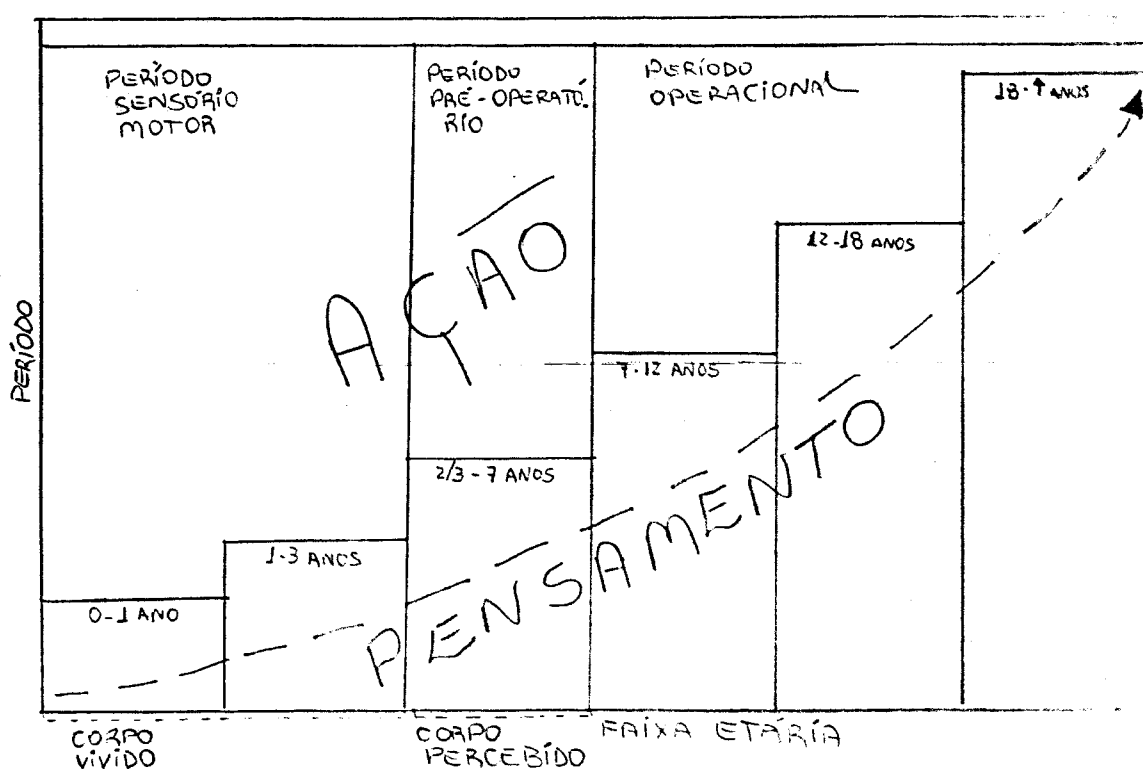 PERÍODO
SENSÓRIO
MOTOR
PERÍODO
PRÉ-OPERATÓ-
RIO
PERÍODO
OPERACIONAL
18-↑ ANOS
12-18 ANOS
AÇÃO
PERÍODO
7-12 ANOS
2/3-7 ANOS
1-3 ANOS
0-1 ANO
PENSAMENTO
CORPO
VIVIDO
CORPO
PERCEBIDO
FAIXA ETÁRIA